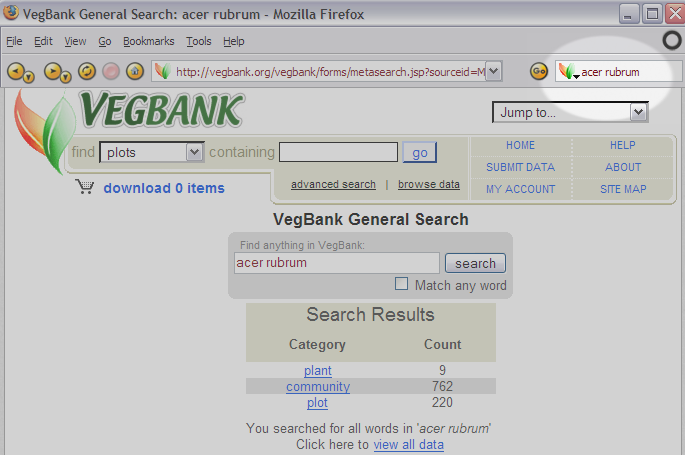 VegBank General Search: acer rubrum - Mozilla Firefox
File Edit View Go Bookmarks Tools Help
http://vegbank.org/vegbank/forms/metasearch.jsp?sourceid=M Go acer rubrum
VEGBANK Jump to...
find plots containing go
HOME HELP
SUBMIT DATA ABOUT
MY ACCOUNT SITE MAP
download 0 items
advanced search | browse data
VegBank General Search
Find anything in VegBank:
acer rubrum search
Match any word
Search Results
Category Count
plant 9
community 762
plot 220
You searched for all words in 'acer rubrum'
Click here to view all data